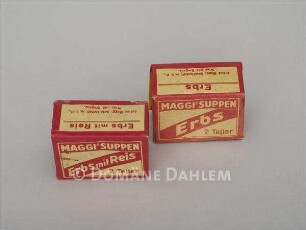 Erbs mit Reis
MAGGI' SUPPEN
Erbs mit Reis
Erbs
MAGGI' SUPPEN
Erbs
2 Teller
© DOMÄNE DAHLEM